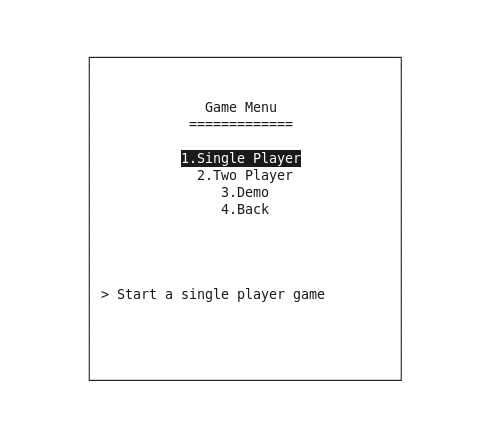 Game Menu
=============
1.Single Player
2.Two Player
3.Demo
4.Back
> Start a single player game